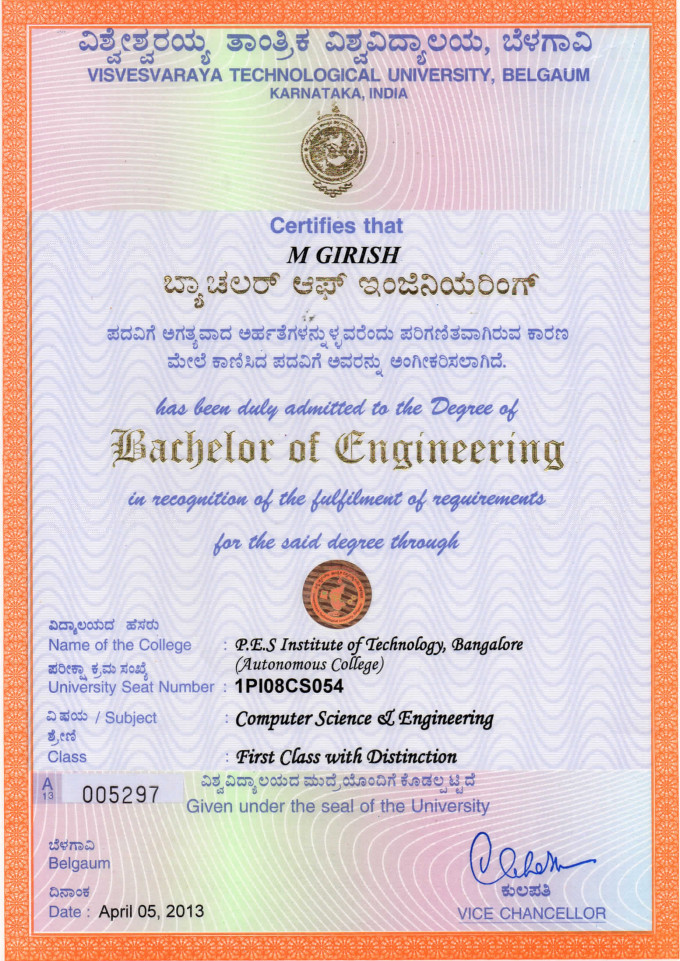 ವಿಶ್ವೇಶ್ವರಯ್ಯ ತಾಂತ್ರಿಕ ವಿಶ್ವವಿದ್ಯಾಲಯ, ಬೆಳಗಾವಿ
VISVESVARAYA TECHNOLOGICAL UNIVERSITY, BELGAUM
KARNATAKA, INDIA
Certifies that
M GIRISH
ಬ್ಯಾಚಲರ್ ಆಫ್ ಇಂಜಿನಿಯರಿಂಗ್
ಪದವಿಗೆ ಅಗತ್ಯವಾದ ಅರ್ಹತೆಗಳನ್ನುಳ್ಳವರೆಂದು ಪರಿಗಣಿತವಾಗಿರುವ ಕಾರಣ
ಮೇಲೆ ಕಾಣಿಸಿದ ಪದವಿಗೆ ಅವರನ್ನು ಅಂಗೀಕರಿಸಲಾಗಿದೆ.
has been duly admitted to the Degree of
Bachelor of Engineering
in recognition of the fulfilment of requirements
for the said degree through
ವಿದ್ಯಾಲಯದ ಹೆಸರು
Name of the College : P.E.S Institute of Technology, Bangalore
(Autonomous College)
ಪರೀಕ್ಷಾ ಕ್ರಮ ಸಂಖ್ಯೆ
University Seat Number : 1PI08CS054
ವಿಷಯ / Subject : Computer Science & Engineering
ಶ್ರೇಣಿ
Class : First Class with Distinction
A 13 005297
ವಿಶ್ವವಿದ್ಯಾಲಯದ ಮುದ್ರೆಯೊಂದಿಗೆ ಕೊಡಲ್ಪಟ್ಟಿದೆ
Given under the seal of the University
ಬೆಳಗಾವಿ
Belgaum
ದಿನಾಂಕ
Date : April 05, 2013
ಕುಲಪತಿ
VICE CHANCELLOR